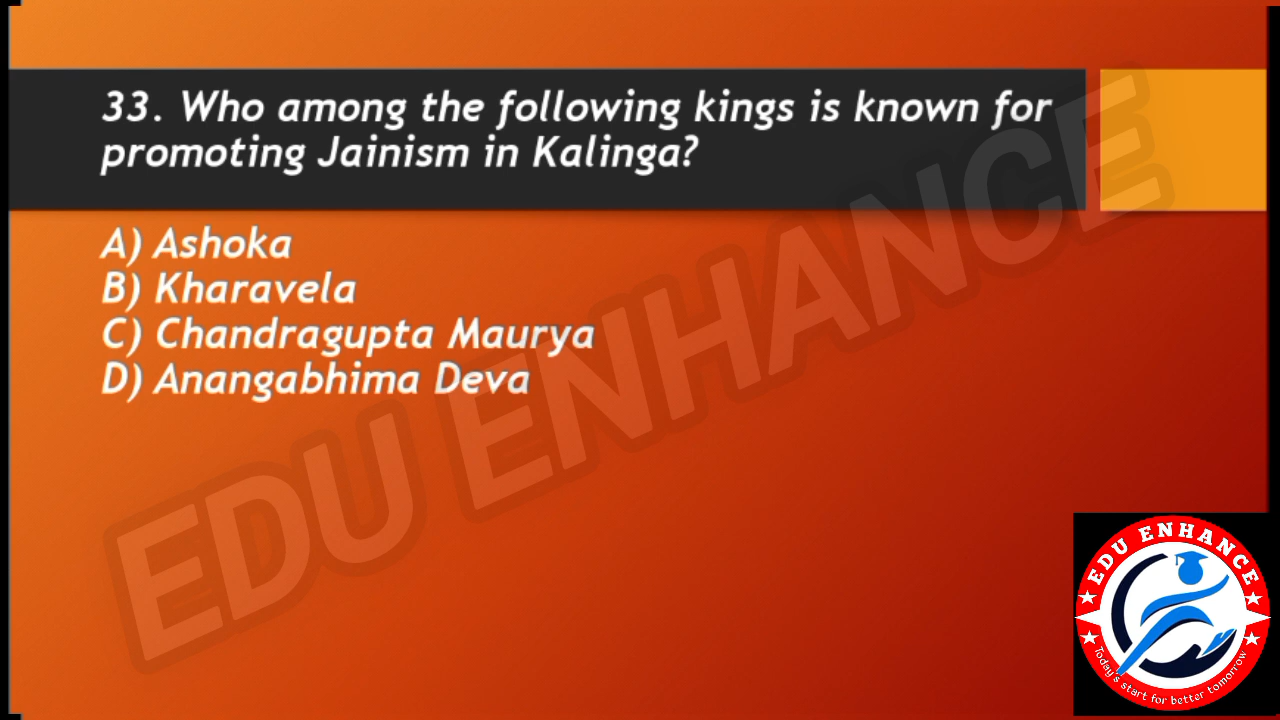 33. Who among the following kings is known for
promoting Jainism in Kalinga?
A) Ashoka
B) Kharavela
C) Chandragupta Maurya
D) Anangabhima Deva
EDU ENHANCE
EDU ENHANCE
Today's start for better tomorrow